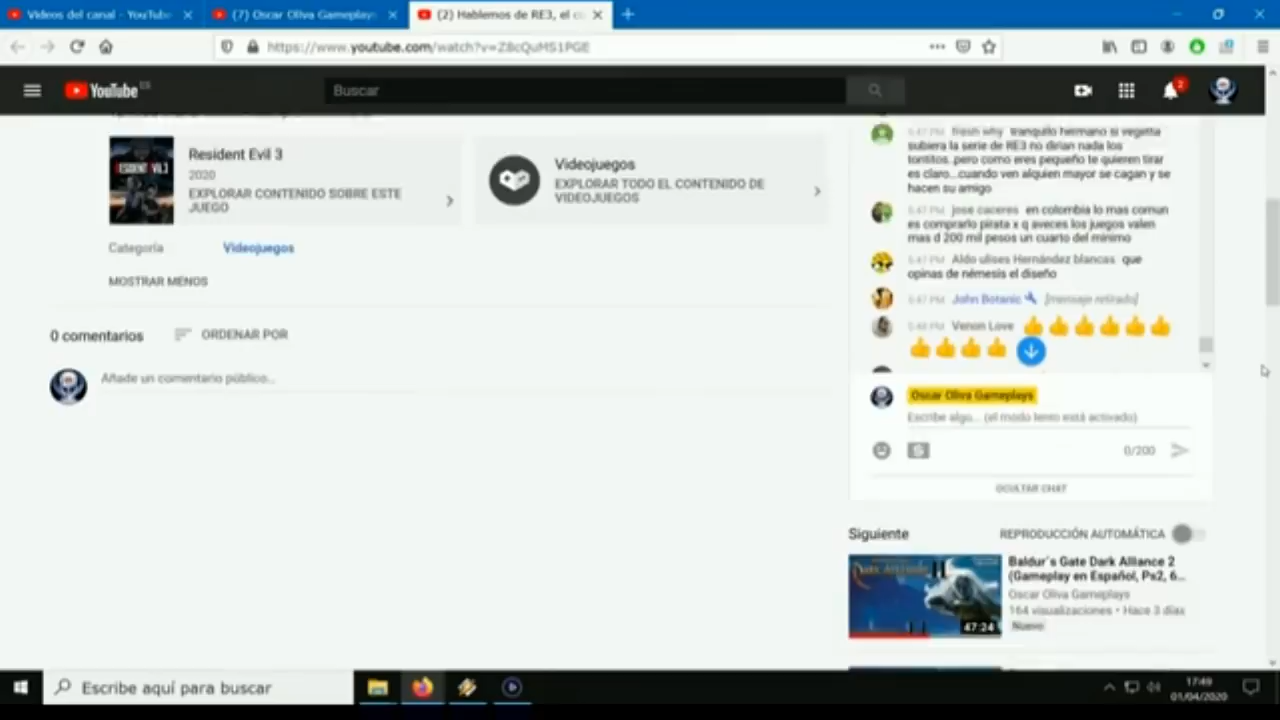 Videos del canal - YouTube
(7) Oscar Oliva Gameplays
(2) Hablemos de RE3, el c
https://www.youtube.com/watch?v=Z8cQuMS1PGE
YouTube ES
Buscar
2
Resident Evil 3
2020
EXPLORAR CONTENIDO SOBRE ESTE
JUEGO
Videojuegos
EXPLORAR TODO EL CONTENIDO DE
VIDEOJUEGOS
Categoría
Videojuegos
MOSTRAR MENOS
0 comentarios
ORDENAR POR
Añade un comentario público...
5:47 PM fresh why tranquilo hermano si vegetta
subiera la serie de RE3 no dirian nada los
tontitos..pero como eres pequeño te quieren tirar
es claro...cuando ven alguien mayor se cagan y se
hacen su amigo
5:47 PM jose caceres en colombia lo mas comun
es comprarlo pirata x q aveces los juegos valen
mas d 200 mil pesos un cuarto del mínimo
5:47 PM Aldo ulises Hernández blancas que
opinas de némesis el diseño
5:47 PM John Botanic [mensaje retirado]
5:48 PM Venon Love
Oscar Oliva Gameplays
Escribe algo... (el modo lento está activado)
0/200
OCULTAR CHAT
Siguiente
REPRODUCCIÓN AUTOMÁTICA
47:24
Baldur´s Gate Dark Alliance 2
(Gameplay en Español, Ps2, 6...
Oscar Oliva Gameplays
164 visualizaciones • Hace 3 días
Nuevo
Escribe aquí para buscar
17:49
01/04/2020